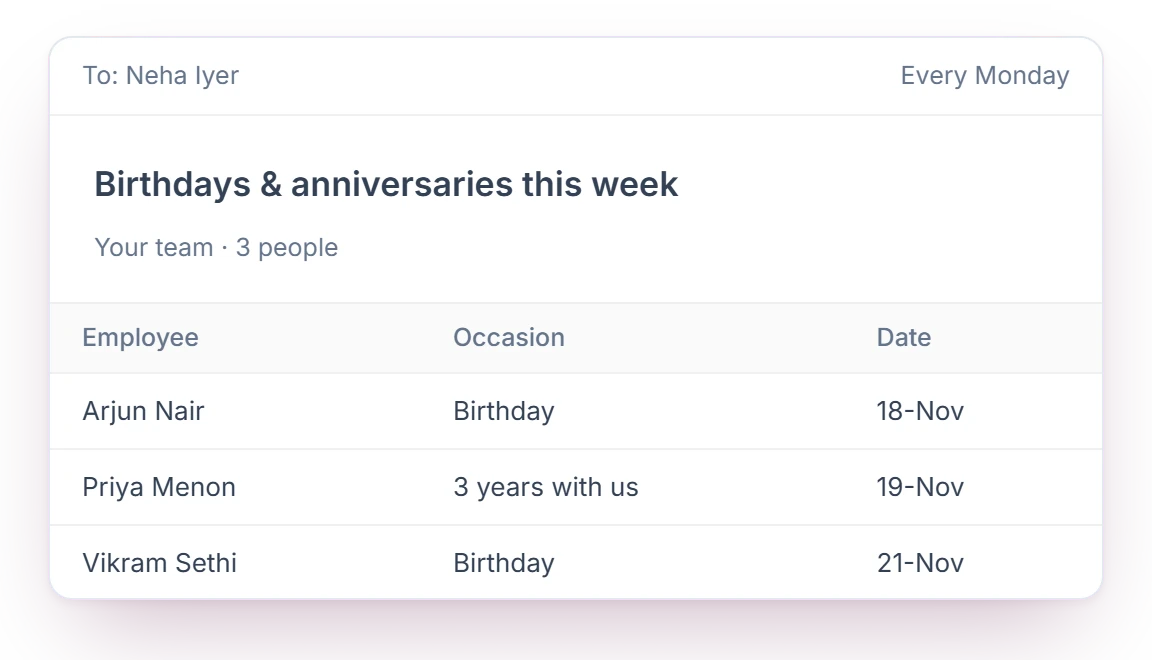 To: Neha Iyer Every Monday
Birthdays & anniversaries this week
Your team · 3 people
Employee Occasion Date
Arjun Nair Birthday 18-Nov
Priya Menon 3 years with us 19-Nov
Vikram Sethi Birthday 21-Nov